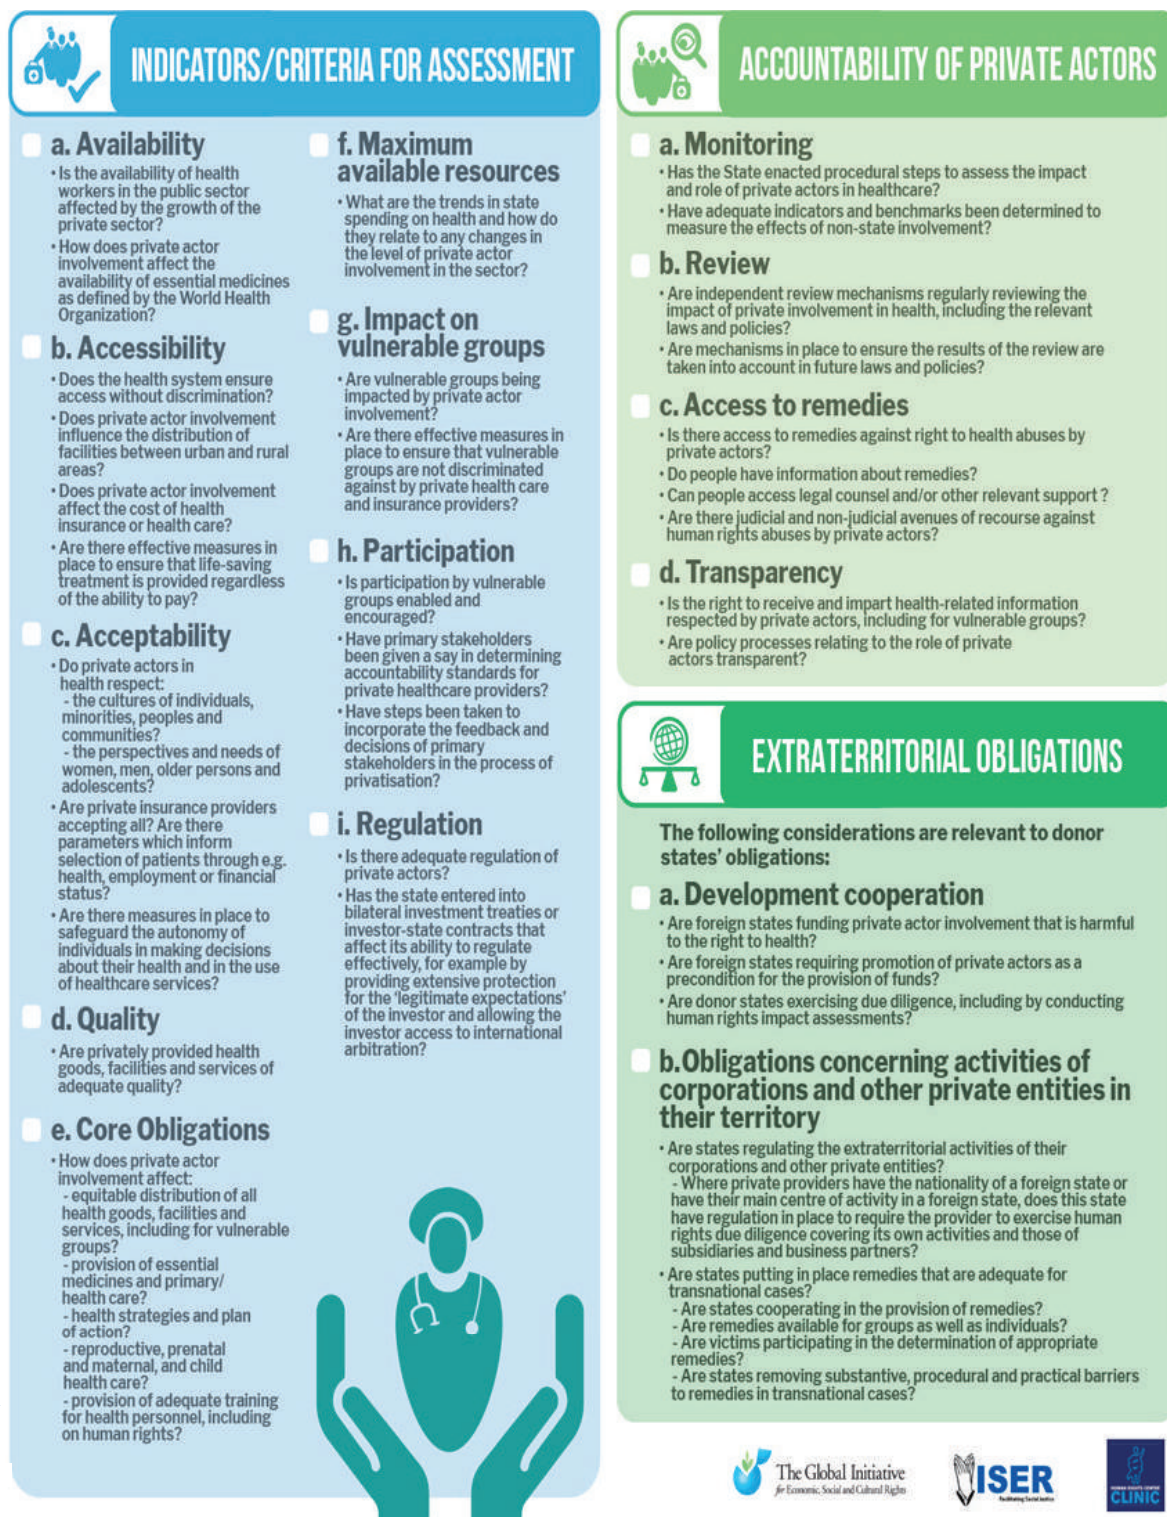 INDICATORS/CRITERIA FOR ASSESSMENT
a. Availability
• Is the availability of health
workers in the public sector
affected by the growth of the
private sector?
• How does private actor
involvement affect the
availability of essential medicines
as defined by the World Health
Organization?
b. Accessibility
• Does the health system ensure
access without discrimination?
• Does private actor involvement
influence the distribution of
facilities between urban and rural
areas?
• Does private actor involvement
affect the cost of health
insurance or health care?
• Are there effective measures in
place to ensure that life-saving
treatment is provided regardless
of the ability to pay?
c. Acceptability
• Do private actors in
health respect:
- the cultures of individuals,
minorities, peoples and
communities?
- the perspectives and needs of
women, men, older persons and
adolescents?
• Are private insurance providers
accepting all? Are there
parameters which inform
selection of patients through e.g.
health, employment or financial
status?
• Are there measures in place to
safeguard the autonomy of
individuals in making decisions
about their health and in the use
of healthcare services?
d. Quality
• Are privately provided health
goods, facilities and services of
adequate quality?
e. Core Obligations
• How does private actor
involvement affect:
- equitable distribution of all
health goods, facilities and
services, including for vulnerable
groups?
- provision of essential
medicines and primary/
health care?
- health strategies and plan
of action?
- reproductive, prenatal
and maternal, and child
health care?
- provision of adequate training
for health personnel, including
on human rights?
f. Maximum
available resources
• What are the trends in state
spending on health and how do
they relate to any changes in
the level of private actor
involvement in the sector?
g. Impact on
vulnerable groups
• Are vulnerable groups being
impacted by private actor
involvement?
• Are there effective measures in
place to ensure that vulnerable
groups are not discriminated
against by private health care
and insurance providers?
h. Participation
• Is participation by vulnerable
groups enabled and
encouraged?
• Have primary stakeholders
been given a say in determining
accountability standards for
private healthcare providers?
• Have steps been taken to
incorporate the feedback and
decisions of primary
stakeholders in the process of
privatisation?
i. Regulation
• Is there adequate regulation of
private actors?
• Has the state entered into
bilateral investment treaties or
investor-state contracts that
affect its ability to regulate
effectively, for example by
providing extensive protection
for the 'legitimate expectations'
of the investor and allowing the
investor access to international
arbitration?
ACCOUNTABILITY OF PRIVATE ACTORS
a. Monitoring
• Has the State enacted procedural steps to assess the impact
and role of private actors in healthcare?
• Have adequate indicators and benchmarks been determined to
measure the effects of non-state involvement?
b. Review
• Are independent review mechanisms regularly reviewing the
impact of private involvement in health, including the relevant
laws and policies?
• Are mechanisms in place to ensure the results of the review are
taken into account in future laws and policies?
c. Access to remedies
• Is there access to remedies against right to health abuses by
private actors?
• Do people have information about remedies?
• Can people access legal counsel and/or other relevant support ?
• Are there judicial and non-judicial avenues of recourse against
human rights abuses by private actors?
d. Transparency
• Is the right to receive and impart health-related information
respected by private actors, including for vulnerable groups?
• Are policy processes relating to the role of private
actors transparent?
EXTRATERRITORIAL OBLIGATIONS
The following considerations are relevant to donor
states' obligations:
a. Development cooperation
• Are foreign states funding private actor involvement that is harmful
to the right to health?
• Are foreign states requiring promotion of private actors as a
precondition for the provision of funds?
• Are donor states exercising due diligence, including by conducting
human rights impact assessments?
b.Obligations concerning activities of
corporations and other private entities in
their territory
• Are states regulating the extraterritorial activities of their
corporations and other private entities?
- Where private providers have the nationality of a foreign state or
have their main centre of activity in a foreign state, does this state
have regulation in place to require the provider to exercise human
rights due diligence covering its own activities and those of
subsidiaries and business partners?
• Are states putting in place remedies that are adequate for
transnational cases?
- Are states cooperating in the provision of remedies?
- Are remedies available for groups as well as individuals?
- Are victims participating in the determination of appropriate
remedies?
- Are states removing substantive, procedural and practical barriers
to remedies in transnational cases?
The Global Initiative
for Economic, Social and Cultural Rights
ISER
Facilitating Social Justice
HUMAN RIGHTS CENTRE
CLINIC